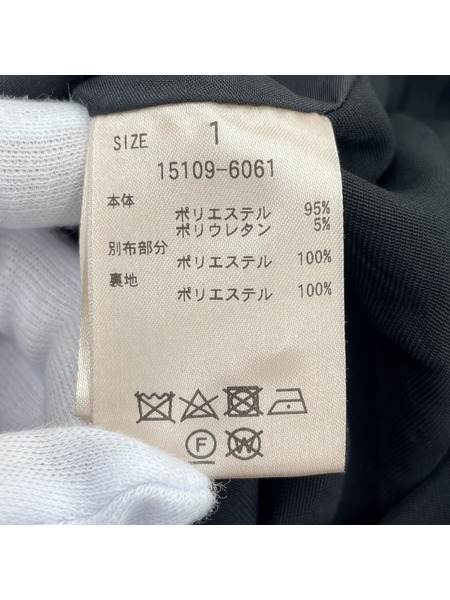 SIZE 1
15109-6061
本体
ポリエステル 95%
ポリウレタン 5%
別布部分
ポリエステル 100%
裏地
ポリエステル 100%
F W